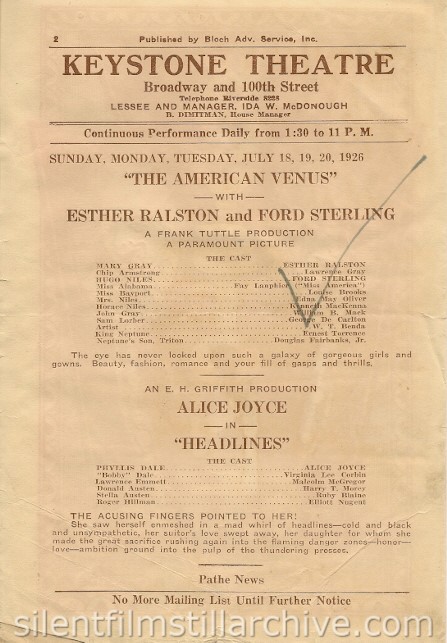 2 Published by Bloch Adv. Service, Inc.
KEYSTONE THEATRE
Broadway and 100th Street
Telephone Riverside 8228
LESSEE AND MANAGER, IDA W. McDONOUGH
B. DIMITMAN, House Manager
Continuous Performance Daily from 1:30 to 11 P. M.
SUNDAY, MONDAY, TUESDAY, JULY 18, 19, 20, 1926
"THE AMERICAN VENUS"
—WITH—
ESTHER RALSTON and FORD STERLING
A FRANK TUTTLE PRODUCTION
A PARAMOUNT PICTURE
THE CAST
MARY GRAY ........ ESTHER RALSTON
Chip Armstrong ........ Lawrence Gray
HUGO NILES ........ FORD STERLING
Miss Alabama ........ Fay Lanphier ("Miss America")
Miss Bayport ........ Louise Brooks
Mrs. Niles ........ Edna May Oliver
Horace Niles ........ Kenneth MacKenna
John Gray ........ William B. Mack
Sam Lorber ........ George De Carlton
Artist ........ W. T. Benda
King Neptune ........ Ernest Torrence
Neptune's Son, Triton ........ Douglas Fairbanks, Jr.
The eye has never looked upon such a galaxy of gorgeous girls and
gowns. Beauty, fashion, romance and your fill of gasps and thrills.
AN E. H. GRIFFITH PRODUCTION
ALICE JOYCE
—IN—
"HEADLINES"
THE CAST
PHYLLIS DALE ........ ALICE JOYCE
"Bobby" Dale ........ Virginia Lee Corbin
Lawrence Emmett ........ Malcolm McGregor
Donald Austen ........ Harry T. Morey
Stella Austen ........ Ruby Blaine
Roger Hillman ........ Elliott Nugent
THE ACUSING FINGERS POINTED TO HER!
She saw herself enmeshed in a mad whirl of headlines—cold and black
and unsympathetic, her suitor's love swept away, her daughter for whom she
made the great sacrifice rushing again into the flaming danger zones—honor—
love—ambition ground into the pulp of the thundering presses.
Pathe News
No More Mailing List Until Further Notice
silentfilmstillarchive.com